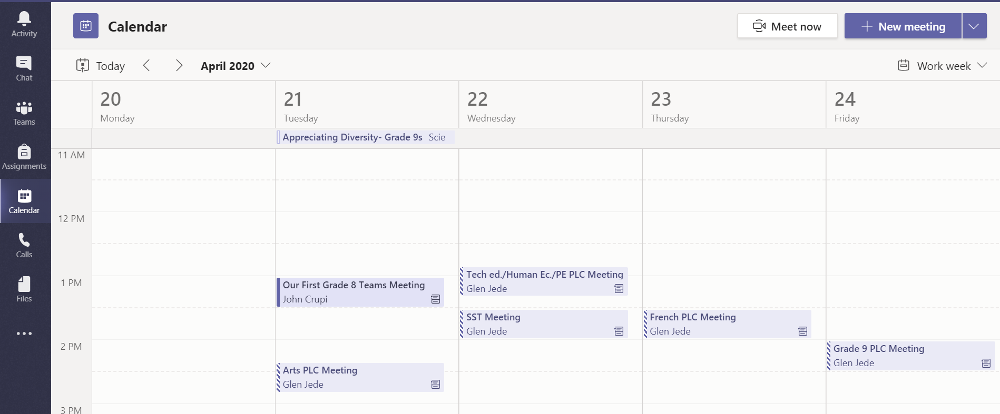 Activity
Chat
Teams
Assignments
Calendar
Calls
Files
Calendar
Meet now
New meeting
Today
April 2020
Work week
20
Monday
21
Tuesday
22
Wednesday
23
Thursday
24
Friday
Appreciating Diversity- Grade 9s Scie
11 AM
12 PM
1 PM
2 PM
3 PM
Our First Grade 8 Teams Meeting
John Crupi
Arts PLC Meeting
Glen Jede
Tech ed./Human Ec./PE PLC Meeting
Glen Jede
SST Meeting
Glen Jede
French PLC Meeting
Glen Jede
Grade 9 PLC Meeting
Glen Jede